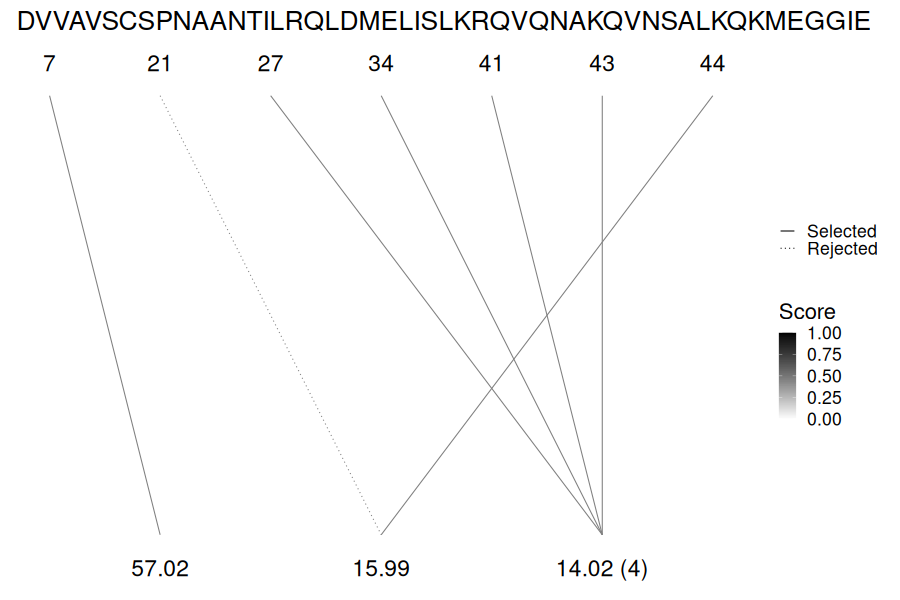 DVVAVSCSPNAANTILRQLDMELISLKRQVQNAKQVNSALKQKMEGGIE
7 21 27 34 41 43 44
Selected
Rejected
Score
1.00
0.75
0.50
0.25
0.00
57.02 15.99 14.02 (4)